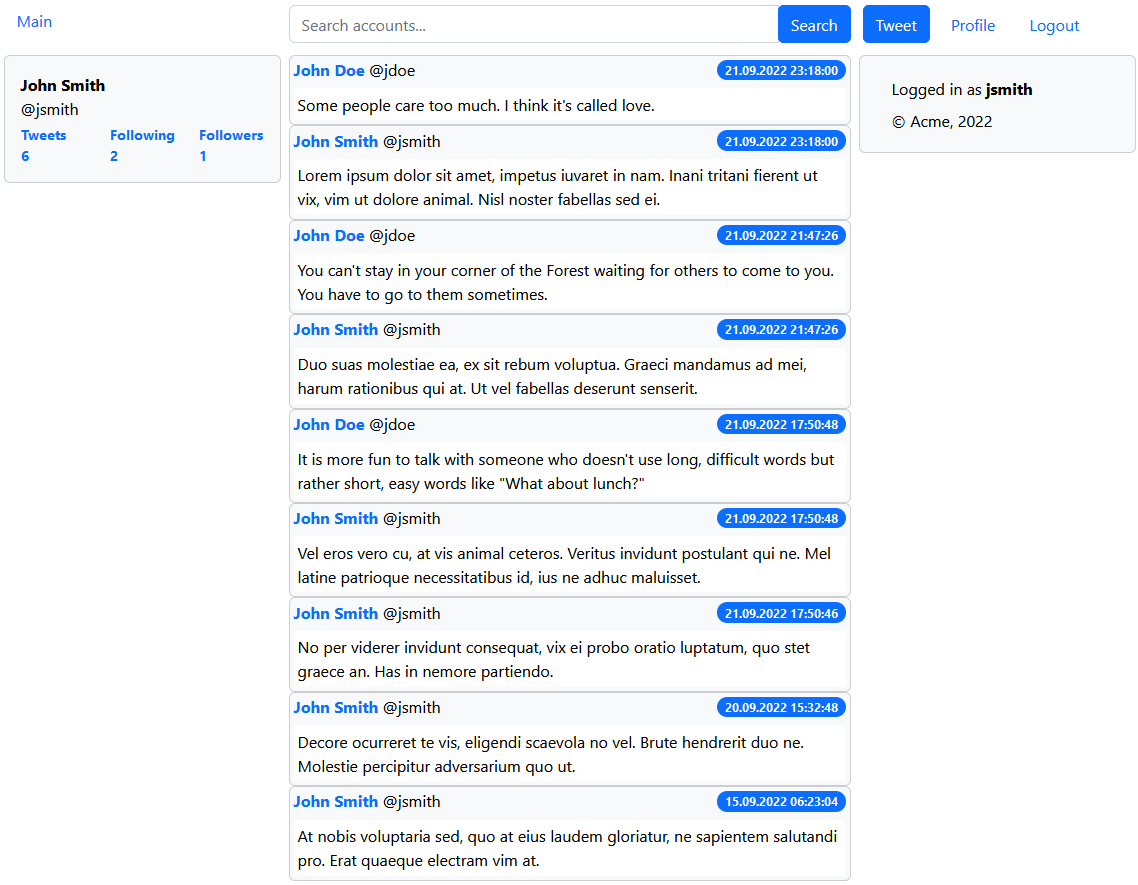 Main
Search accounts...
Search
Tweet
Profile
Logout
John Smith
@jsmith
Tweets Following Followers
6 2 1
John Doe @jdoe 21.09.2022 23:18:00
Some people care too much. I think it's called love.
John Smith @jsmith 21.09.2022 23:18:00
Lorem ipsum dolor sit amet, impetus iuvaret in nam. Inani tritani fierent ut
vix, vim ut dolore animal. Nisl noster fabellas sed ei.
John Doe @jdoe 21.09.2022 21:47:26
You can't stay in your corner of the Forest waiting for others to come to you.
You have to go to them sometimes.
John Smith @jsmith 21.09.2022 21:47:26
Duo suas molestiae ea, ex sit rebum voluptua. Graeci mandamus ad mei,
harum rationibus qui at. Ut vel fabellas deserunt senserit.
John Doe @jdoe 21.09.2022 17:50:48
It is more fun to talk with someone who doesn't use long, difficult words but
rather short, easy words like "What about lunch?"
John Smith @jsmith 21.09.2022 17:50:48
Vel eros vero cu, at vis animal ceteros. Veritus invidunt postulant qui ne. Mel
latine patrioque necessitatibus id, ius ne adhuc maluisset.
John Smith @jsmith 21.09.2022 17:50:46
No per viderer invidunt consequat, vix ei probo oratio luptatum, quo stet
graece an. Has in nemore partiendo.
John Smith @jsmith 20.09.2022 15:32:48
Decore ocurreret te vis, eligendi scaevola no vel. Brute hendrerit duo ne.
Molestie percipitur adversarium quo ut.
John Smith @jsmith 15.09.2022 06:23:04
At nobis voluptaria sed, quo at eius laudem gloriatur, ne sapientem salutandi
pro. Erat quaeque electram vim at.
Logged in as jsmith
© Acme, 2022